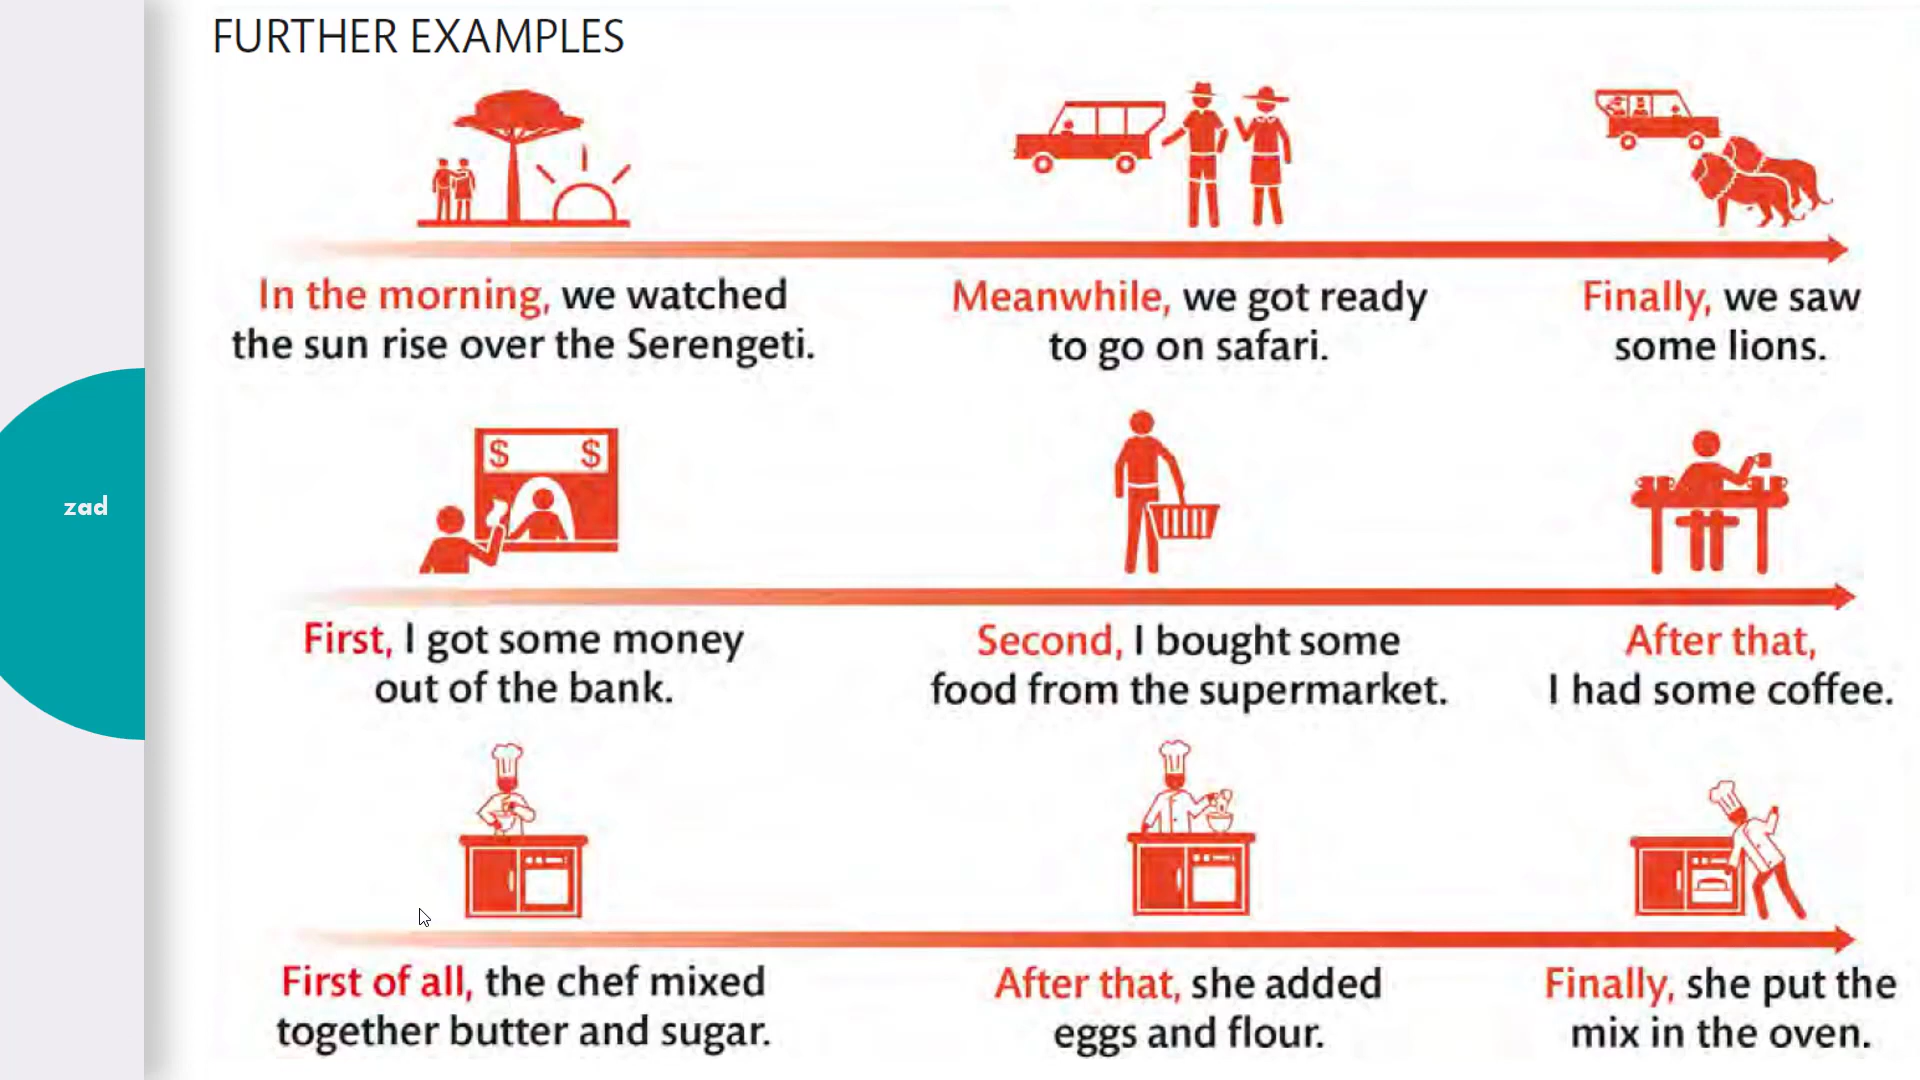 FURTHER EXAMPLES
In the morning, we watched
the sun rise over the Serengeti.
Meanwhile, we got ready
to go on safari.
Finally, we saw
some lions.
zad
$ $
First, I got some money
out of the bank.
Second, I bought some
food from the supermarket.
After that,
I had some coffee.
First of all, the chef mixed
together butter and sugar.
After that, she added
eggs and flour.
Finally, she put the
mix in the oven.